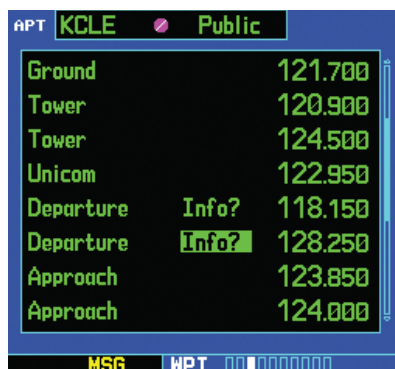 APT KCLE Public
Ground 121.700
Tower 120.900
Tower 124.500
Unicom 122.950
Departure Info? 118.150
Departure Info? 128.250
Approach 123.850
Approach 124.000
MSG WPT